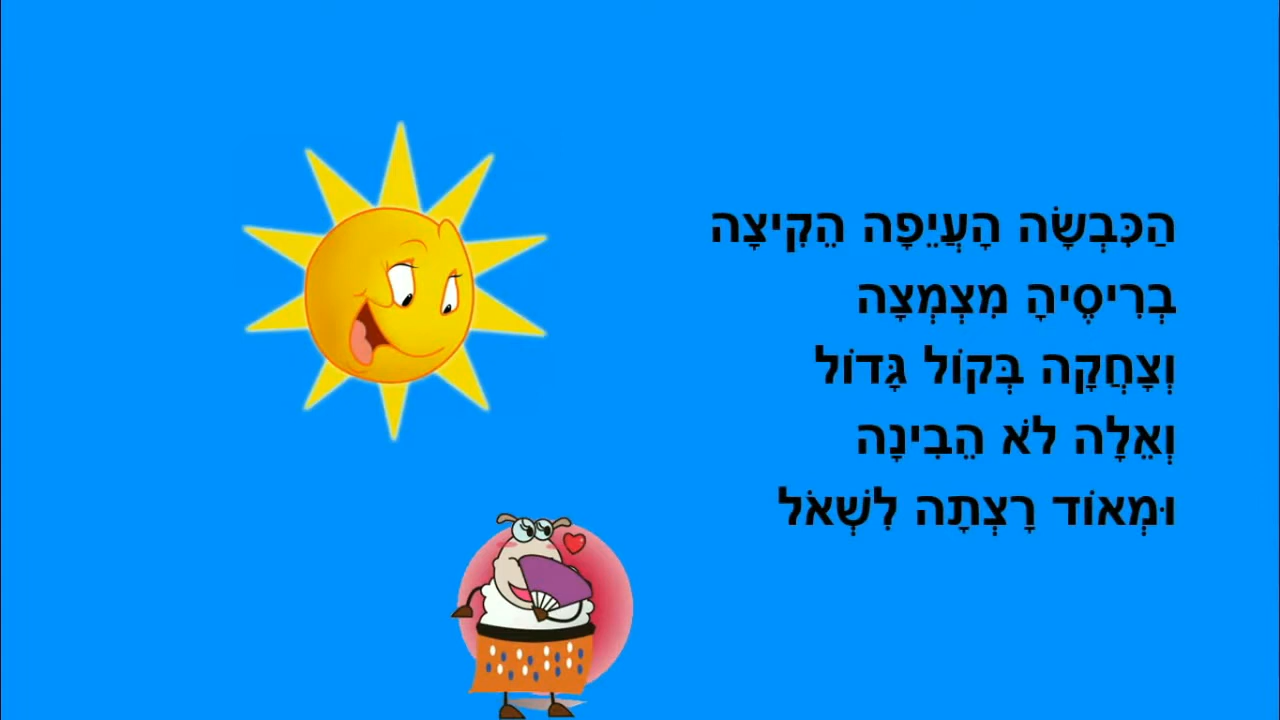 הַכִּבְשָׂה הָעֲיֵפָה הֵקִיצָה
בְּרִיסֶיהָ מִצְמְצָה
וְצָחֲקָה בְּקוֹל גָּדוֹל
וְאֵלָה לֹא הֵבִינָה
וּמְאוֹד רָצְתָה לִשְׁאֹל